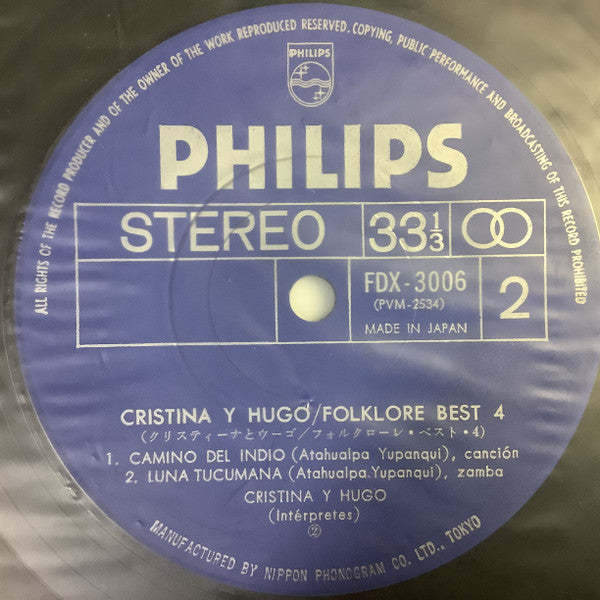 ALL RIGHTS OF THE RECORD PRODUCER AND OF THE OWNER OF THE WORK REPRODUCED RESERVED. COPYING, PUBLIC PERFORMANCE AND BROADCASTING OF THIS RECORD PROHIBITED
PHILIPS
PHILIPS
STEREO 33 1/3
FDX-3006
(PVM-2534)
MADE IN JAPAN
2
CRISTINA Y HUGO/FOLKLORE BEST 4
(クリスティーナとウーゴ/フォルクローレ・ベスト・4)
1. CAMINO DEL INDIO (Atahualpa Yupanqui), canción
2. LUNA TUCUMANA (Atahualpa.Yupanqui), zamba
CRISTINA Y HUGO
(Intérpretes)
②
MANUFACTURED BY NIPPON PHONOGRAM CO. LTD., TOKYO